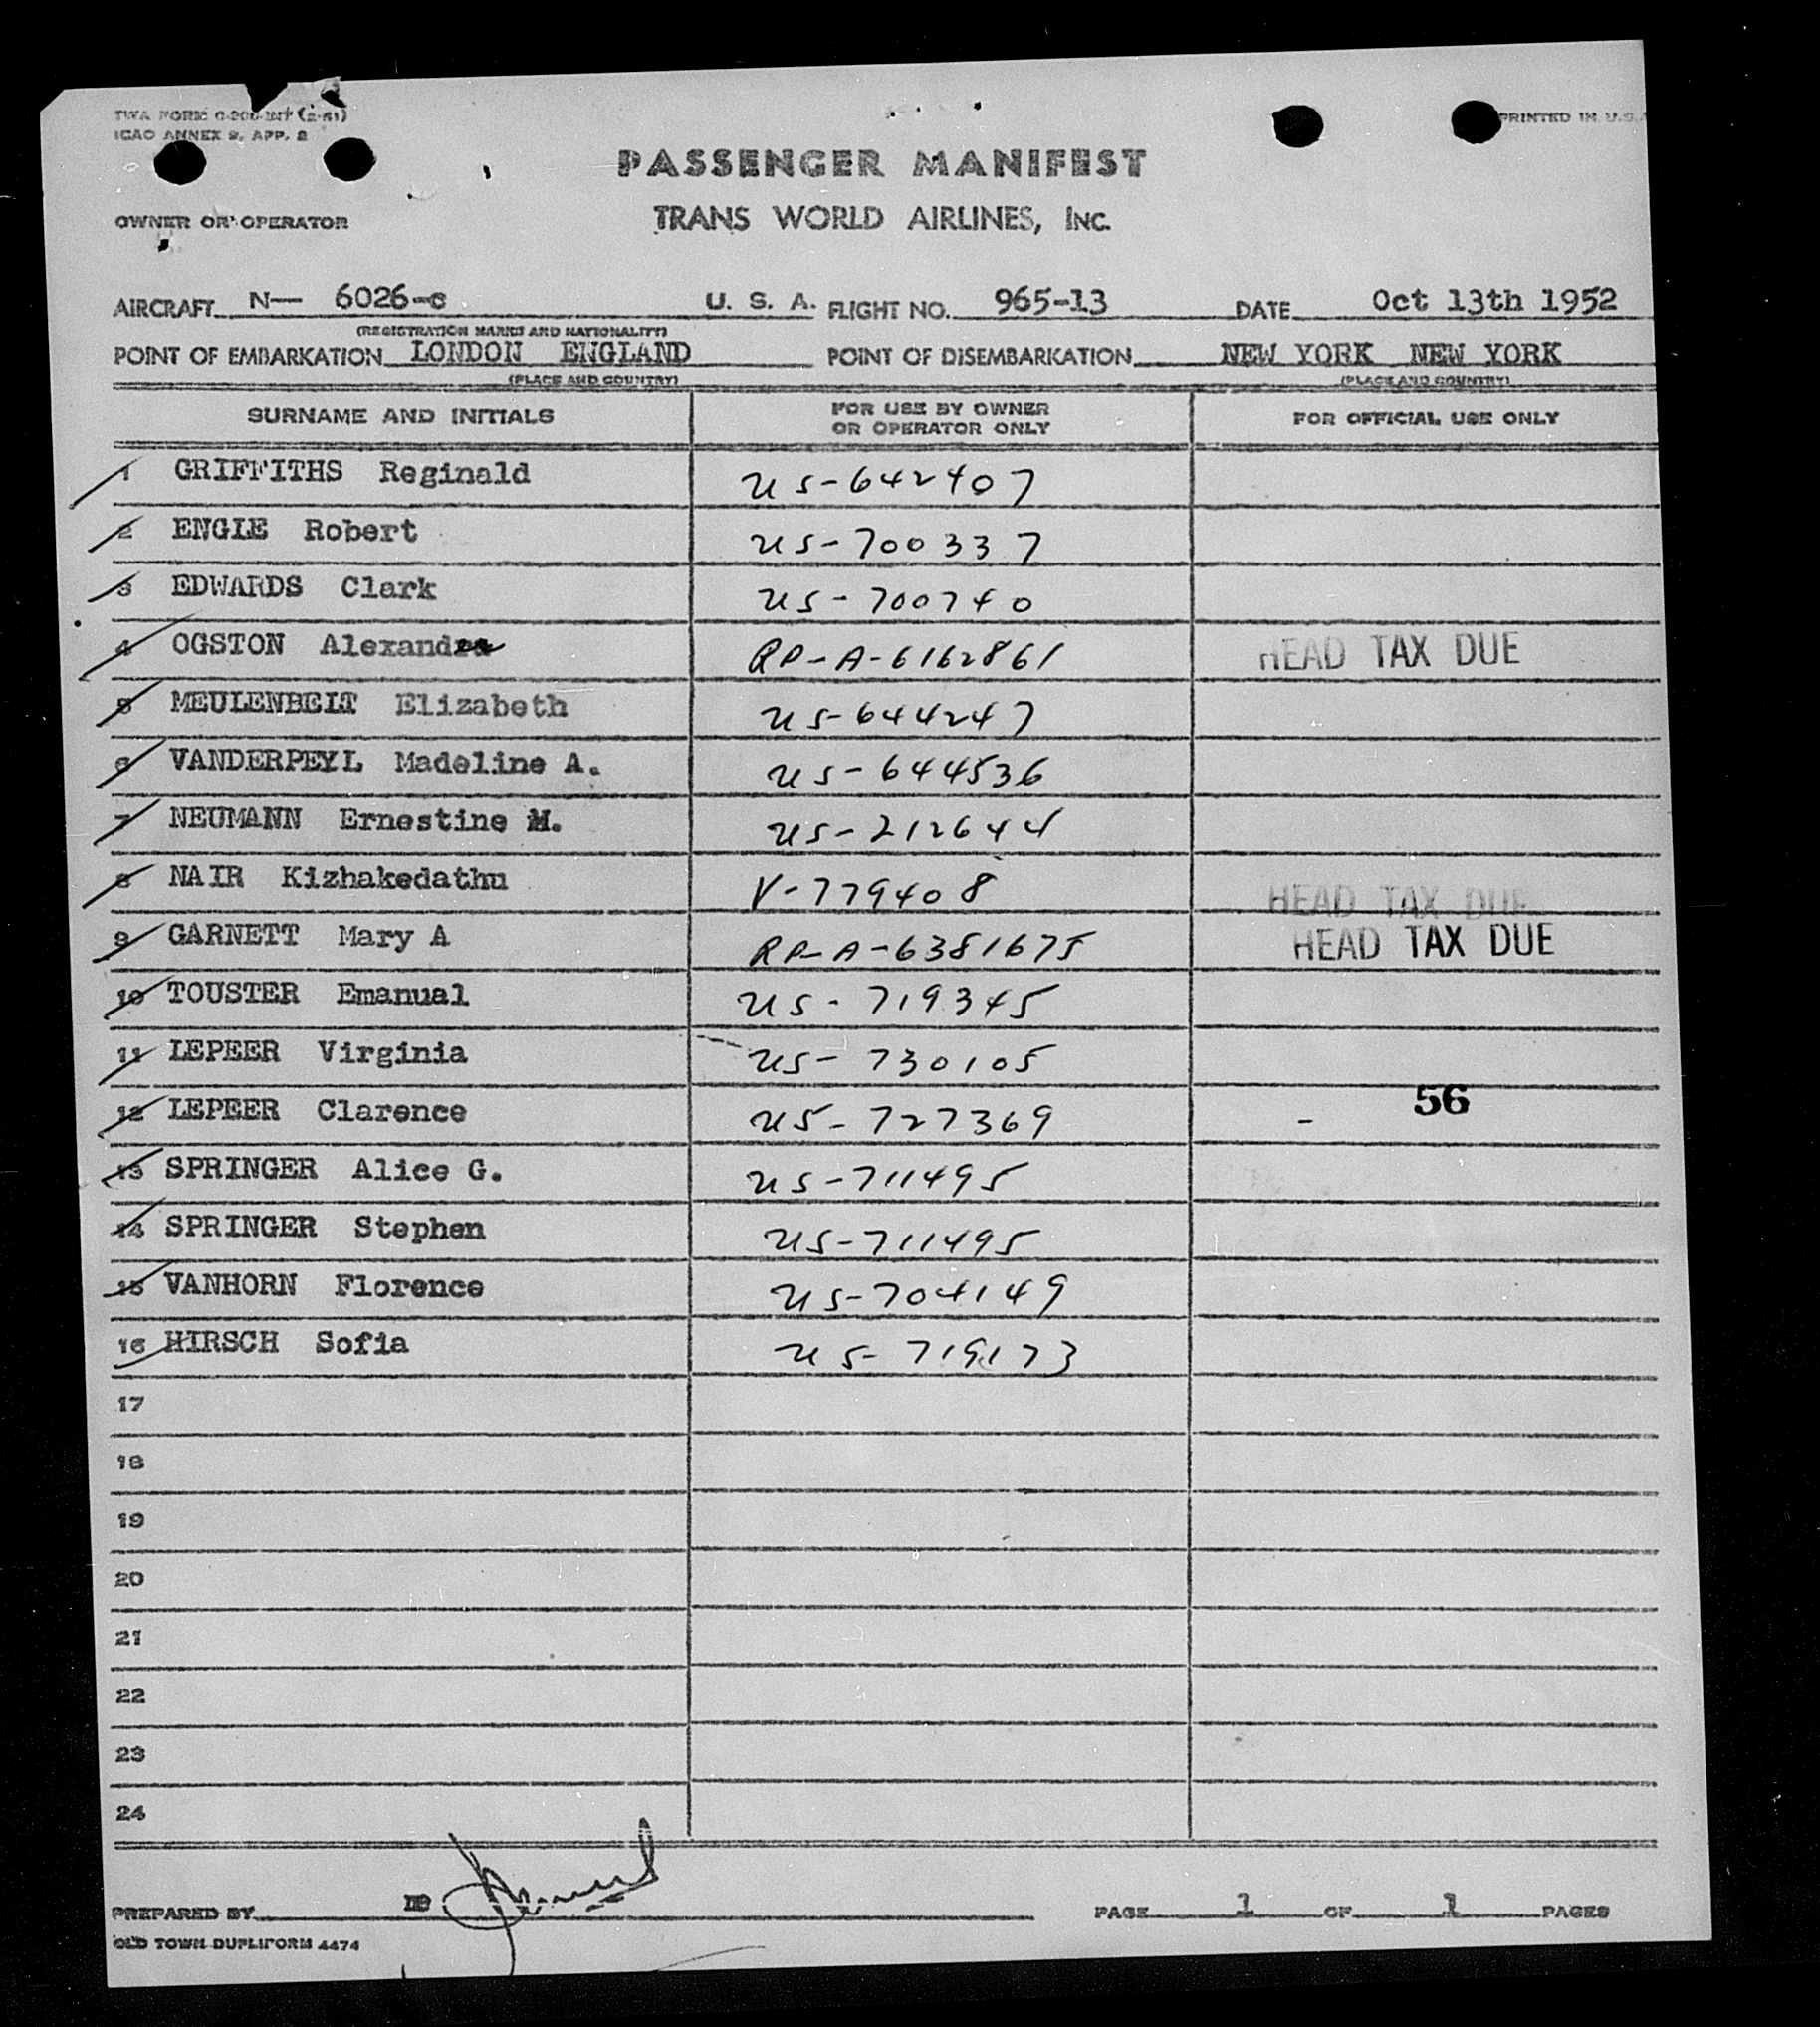 TWA FORM C-200-INT (2-51)
ICAO ANNEX 9, APP. 2
PRINTED IN U.S.A
PASSENGER MANIFEST
OWNER OR OPERATOR
TRANS WORLD AIRLINES, INC.
AIRCRAFT N— 6026-c U. S. A. FLIGHT NO. 965-13 DATE Oct 13th 1952
(REGISTRATION MARKS AND NATIONALITY)
POINT OF EMBARKATION LONDON ENGLAND POINT OF DISEMBARKATION NEW YORK NEW YORK
(PLACE AND COUNTRY) (PLACE AND COUNTRY)
SURNAME AND INITIALS FOR USE BY OWNER OR OPERATOR ONLY FOR OFFICIAL USE ONLY
1 GRIFFITHS Reginald US-642407
2 ENGLE Robert US-700337
3 EDWARDS Clark US-700740
4 OGSTON Alexandra RP-A-6162861 HEAD TAX DUE
5 MEULENBELT Elizabeth US-644247
6 VANDERPEYL Madeline A. US-644536
7 NEUMANN Ernestine M. US-212644
8 NAIR Kizhakedathu V-779408 HEAD TAX DUE
9 GARNETT Mary A RP-A-6381675 HEAD TAX DUE
10 TOUSTER Emanual US-719345
11 LEPEER Virginia US-730105
12 LEPEER Clarence US-727369 - 56
13 SPRINGER Alice G. US-711495
14 SPRINGER Stephen US-711495
15 VANHORN Florence US-704149
16 HIRSCH Sofia US-719173
17
18
19
20
21
22
23
24
PREPARED BY PAGE 1 OF 1 PAGES
OLD TOWN DUPLIFORM 4474